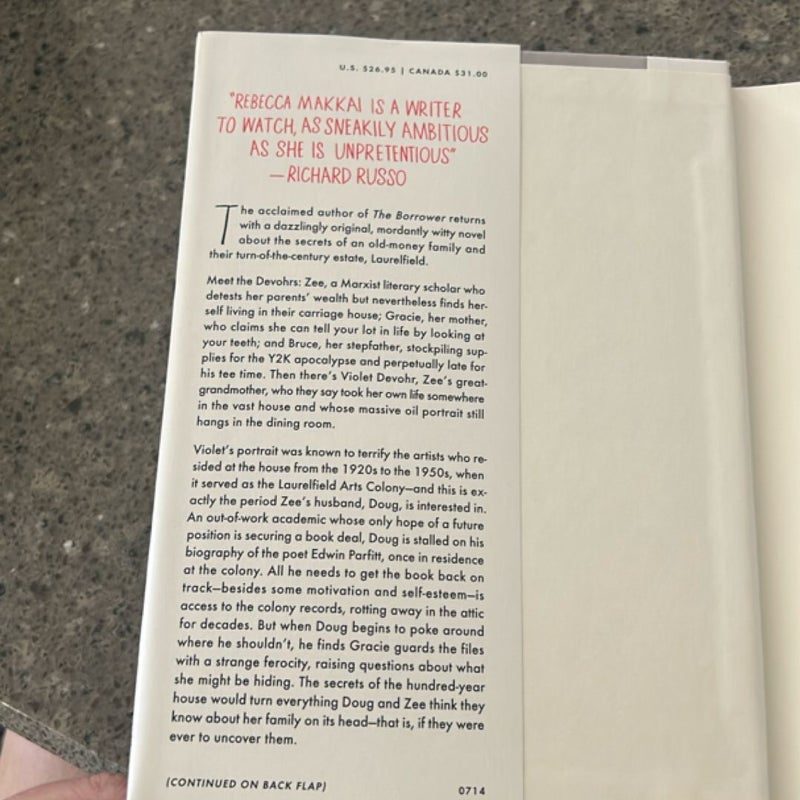 U.S. $26.95 | CANADA $31.00
"REBECCA MAKKAI IS A WRITER
TO WATCH, AS SNEAKILY AMBITIOUS
AS SHE IS UNPRETENTIOUS"
—RICHARD RUSSO
The acclaimed author of The Borrower returns
with a dazzlingly original, mordantly witty novel
about the secrets of an old-money family and
their turn-of-the-century estate, Laurelfield.
Meet the Devohrs: Zee, a Marxist literary scholar who
detests her parents' wealth but nevertheless finds her-
self living in their carriage house; Gracie, her mother,
who claims she can tell your lot in life by looking at
your teeth; and Bruce, her stepfather, stockpiling sup-
plies for the Y2K apocalypse and perpetually late for
his tee time. Then there's Violet Devohr, Zee's great-
grandmother, who they say took her own life somewhere
in the vast house and whose massive oil portrait still
hangs in the dining room.
Violet's portrait was known to terrify the artists who re-
sided at the house from the 1920s to the 1950s, when
it served as the Laurelfield Arts Colony—and this is ex-
actly the period Zee's husband, Doug, is interested in.
An out-of-work academic whose only hope of a future
position is securing a book deal, Doug is stalled on his
biography of the poet Edwin Parfitt, once in residence
at the colony. All he needs to get the book back on
track—besides some motivation and self-esteem—is
access to the colony records, rotting away in the attic
for decades. But when Doug begins to poke around
where he shouldn't, he finds Gracie guards the files
with a strange ferocity, raising questions about what
she might be hiding. The secrets of the hundred-year
house would turn everything Doug and Zee think they
know about her family on its head—that is, if they were
ever to uncover them.
(CONTINUED ON BACK FLAP) 0714